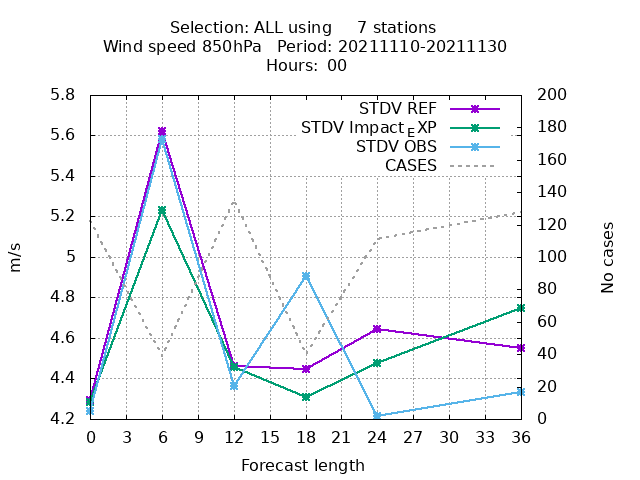 Selection: ALL using 7 stations
Wind speed 850hPa Period: 20211110-20211130
Hours: 00
5.8
5.6
5.4
5.2
5
4.8
4.6
4.4
4.2
m/s
STDV REF
STDV Impact_EXP
STDV OBS
CASES
200
180
160
140
120
100
80
60
40
20
0
No cases
0 3 6 9 12 15 18 21 24 27 30 33 36
Forecast length